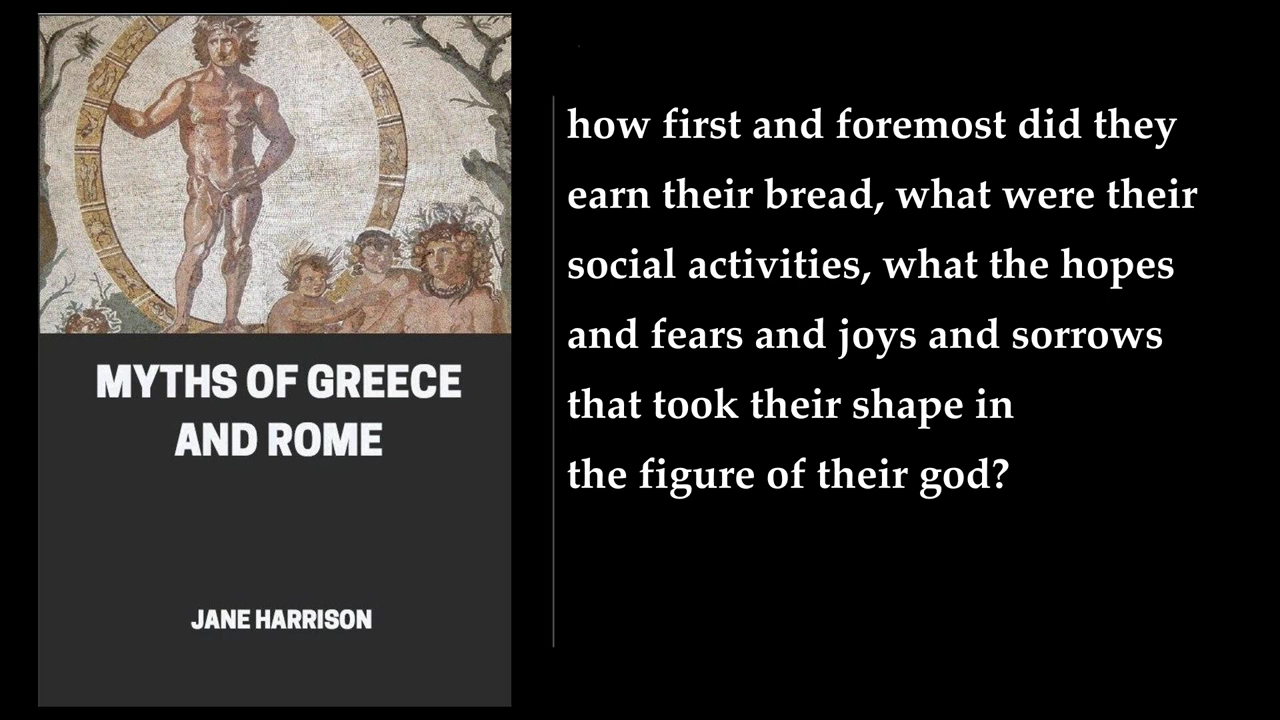 MYTHS OF GREECE
AND ROME
JANE HARRISON
how first and foremost did they
earn their bread, what were their
social activities, what the hopes
and fears and joys and sorrows
that took their shape in
the figure of their god?